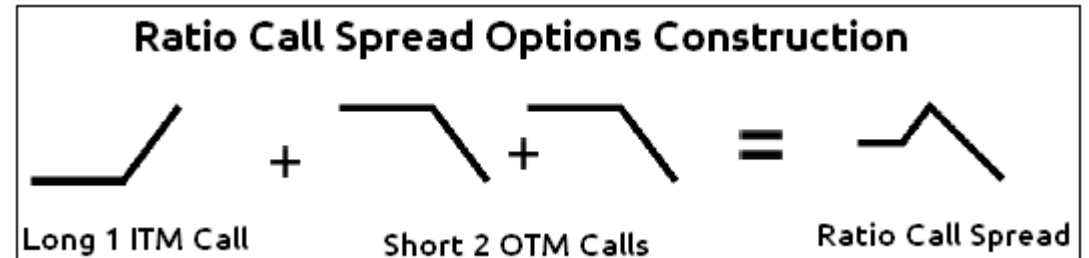 Ratio Call Spread Options Construction
+ + =
Long 1 ITM Call
Short 2 OTM Calls
Ratio Call Spread